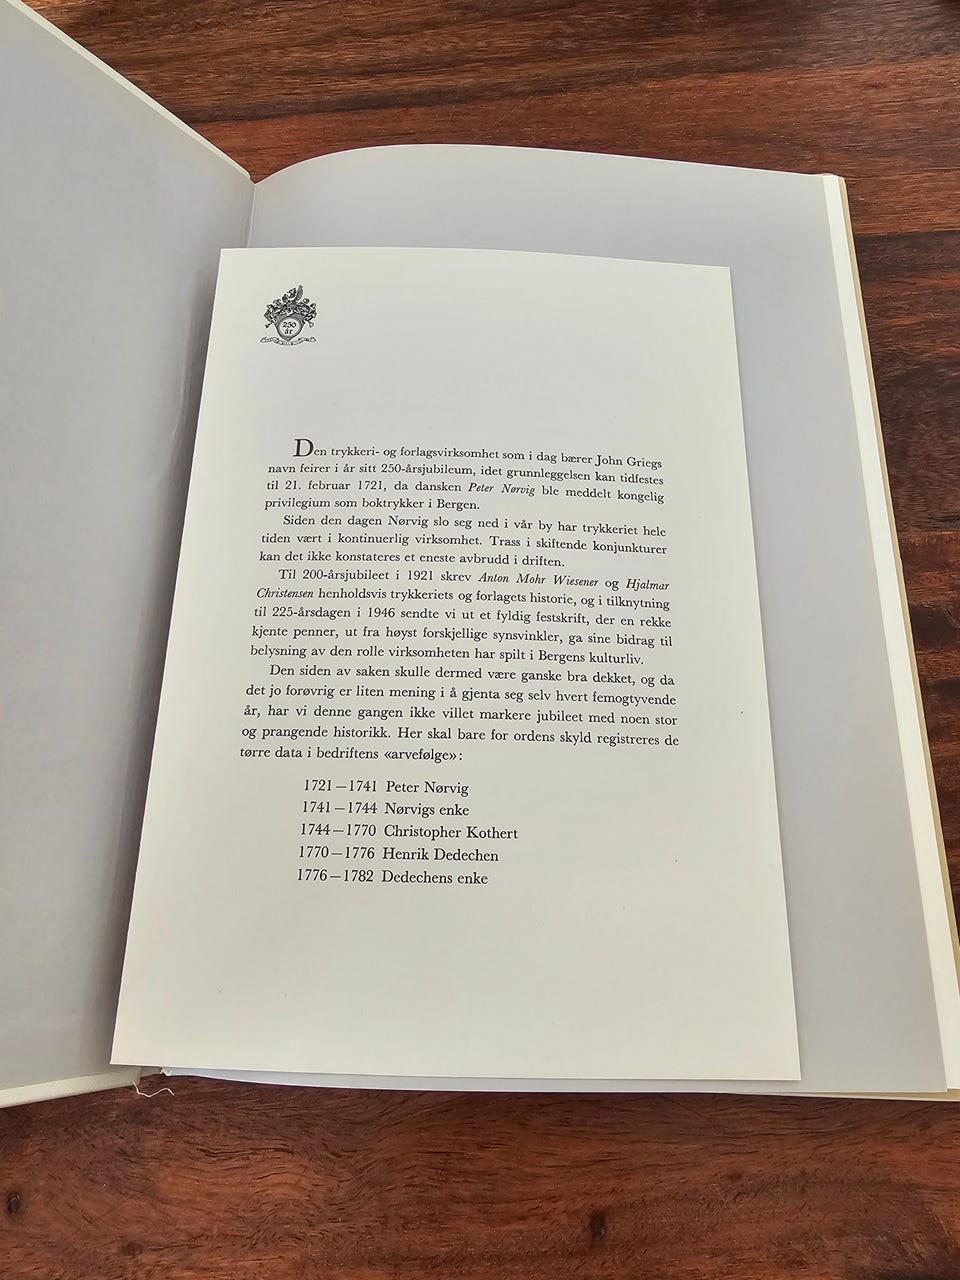 250
år
Den trykkeri- og forlagsvirksomhet som i dag bærer John Griegs
navn feirer i år sitt 250-årsjubileum, idet grunnleggelsen kan tidfestes
til 21. februar 1721, da dansken Peter Nørvig ble meddelt kongelig
privilegium som boktrykker i Bergen.
Siden den dagen Nørvig slo seg ned i vår by har trykkeriet hele
tiden vært i kontinuerlig virksomhet. Trass i skiftende konjunkturer
kan det ikke konstateres et eneste avbrudd i driften.
Til 200-årsjubileet i 1921 skrev Anton Mohr Wiesener og Hjalmar
Christensen henholdsvis trykkeriets og forlagets historie, og i tilknytning
til 225-årsdagen i 1946 sendte vi ut et fyldig festskrift, der en rekke
kjente penner, ut fra høyst forskjellige synsvinkler, ga sine bidrag til
belysning av den rolle virksomheten har spilt i Bergens kulturliv.
Den siden av saken skulle dermed være ganske bra dekket, og da
det jo forøvrig er liten mening i å gjenta seg selv hvert femogtyvende
år, har vi denne gangen ikke villet markere jubileet med noen stor
og prangende historikk. Her skal bare for ordens skyld registreres de
tørre data i bedriftens «arvefølge»:
1721—1741 Peter Nørvig
1741—1744 Nørvigs enke
1744—1770 Christopher Kothert
1770—1776 Henrik Dedechen
1776—1782 Dedechens enke